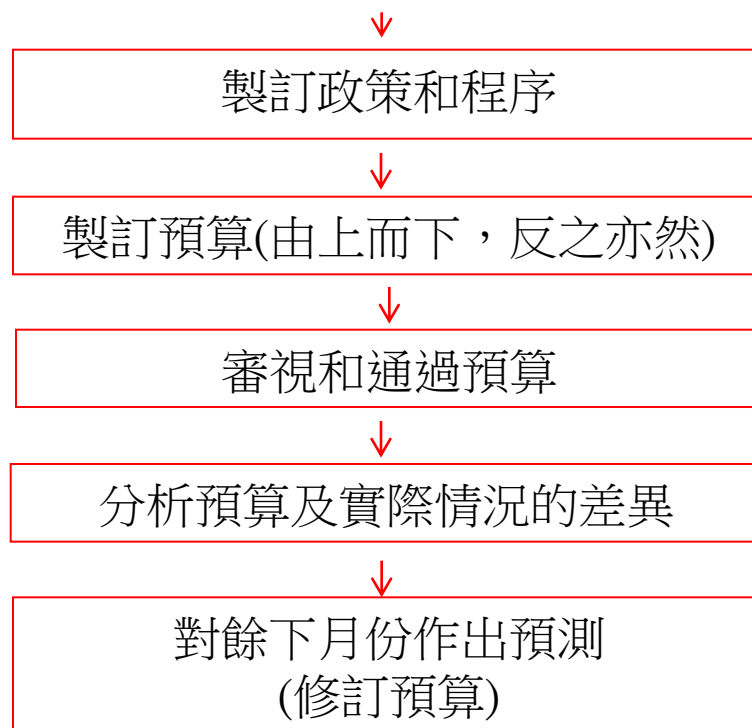 製訂政策和程序
製訂預算(由上而下，反之亦然)
審視和通過預算
分析預算及實際情況的差異
對餘下月份作出預測
(修訂預算)